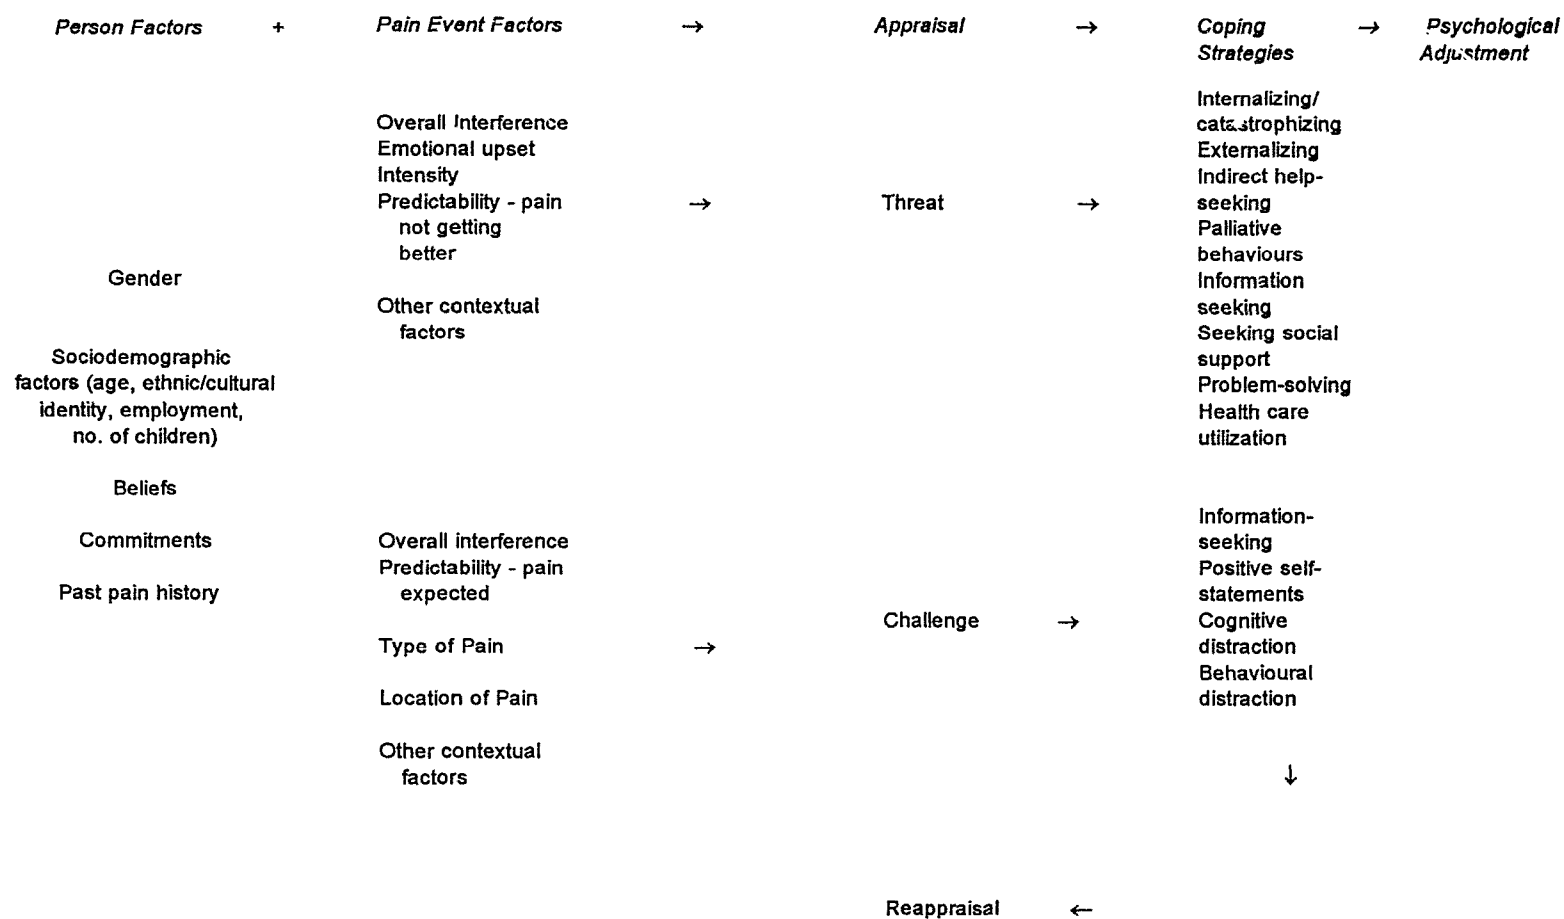 Person Factors + Pain Event Factors → Appraisal → Coping Strategies → Psychological Adjustment
Gender
Sociodemographic
factors (age, ethnic/cultural
identity, employment,
no. of children)
Beliefs
Commitments
Past pain history
Overall Interference
Emotional upset
Intensity
Predictability - pain
not getting
better
Other contextual
factors
→
Threat
→
Internalizing/
catastrophizing
Externalizing
Indirect help-
seeking
Palliative
behaviours
Information
seeking
Seeking social
support
Problem-solving
Health care
utilization
Overall interference
Predictability - pain
expected
Type of Pain
Location of Pain
Other contextual
factors
→
Challenge
→
Information-
seeking
Positive self-
statements
Cognitive
distraction
Behavioural
distraction
↓
Reappraisal ←